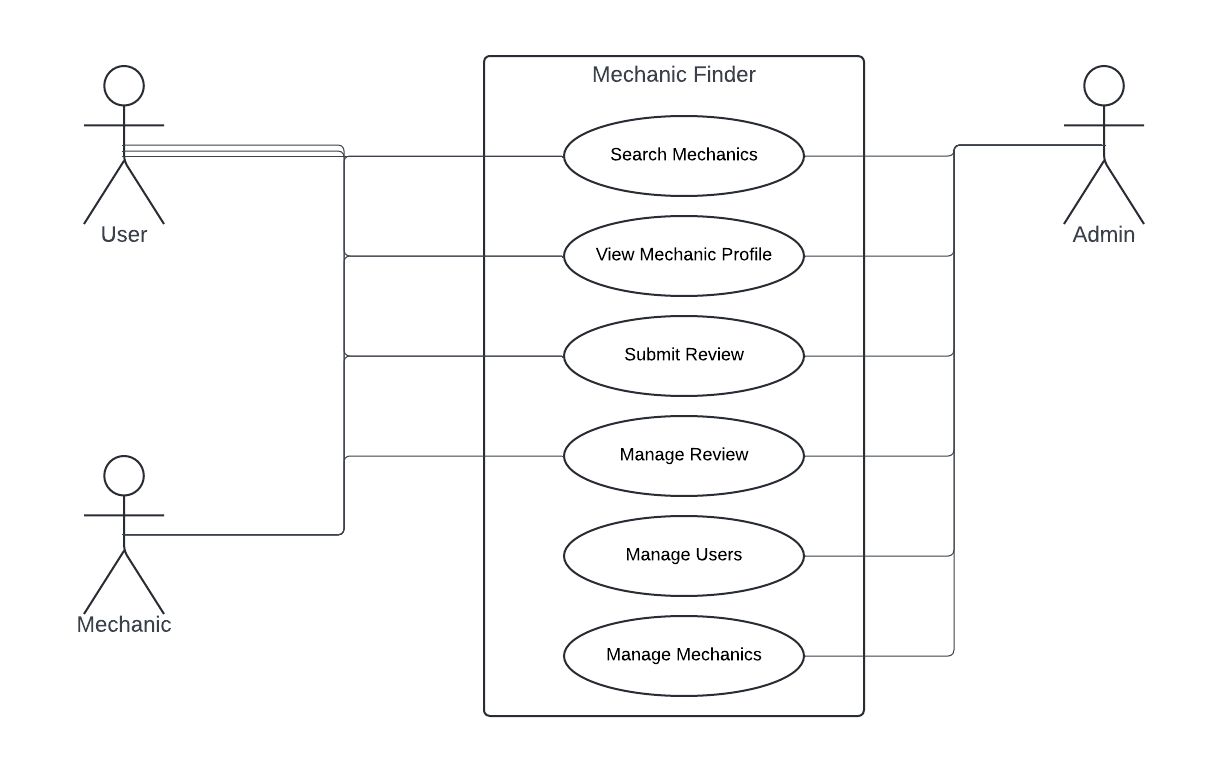 Mechanic Finder
Search Mechanics
User
Admin
View Mechanic Profile
Submit Review
Manage Review
Manage Users
Mechanic
Manage Mechanics